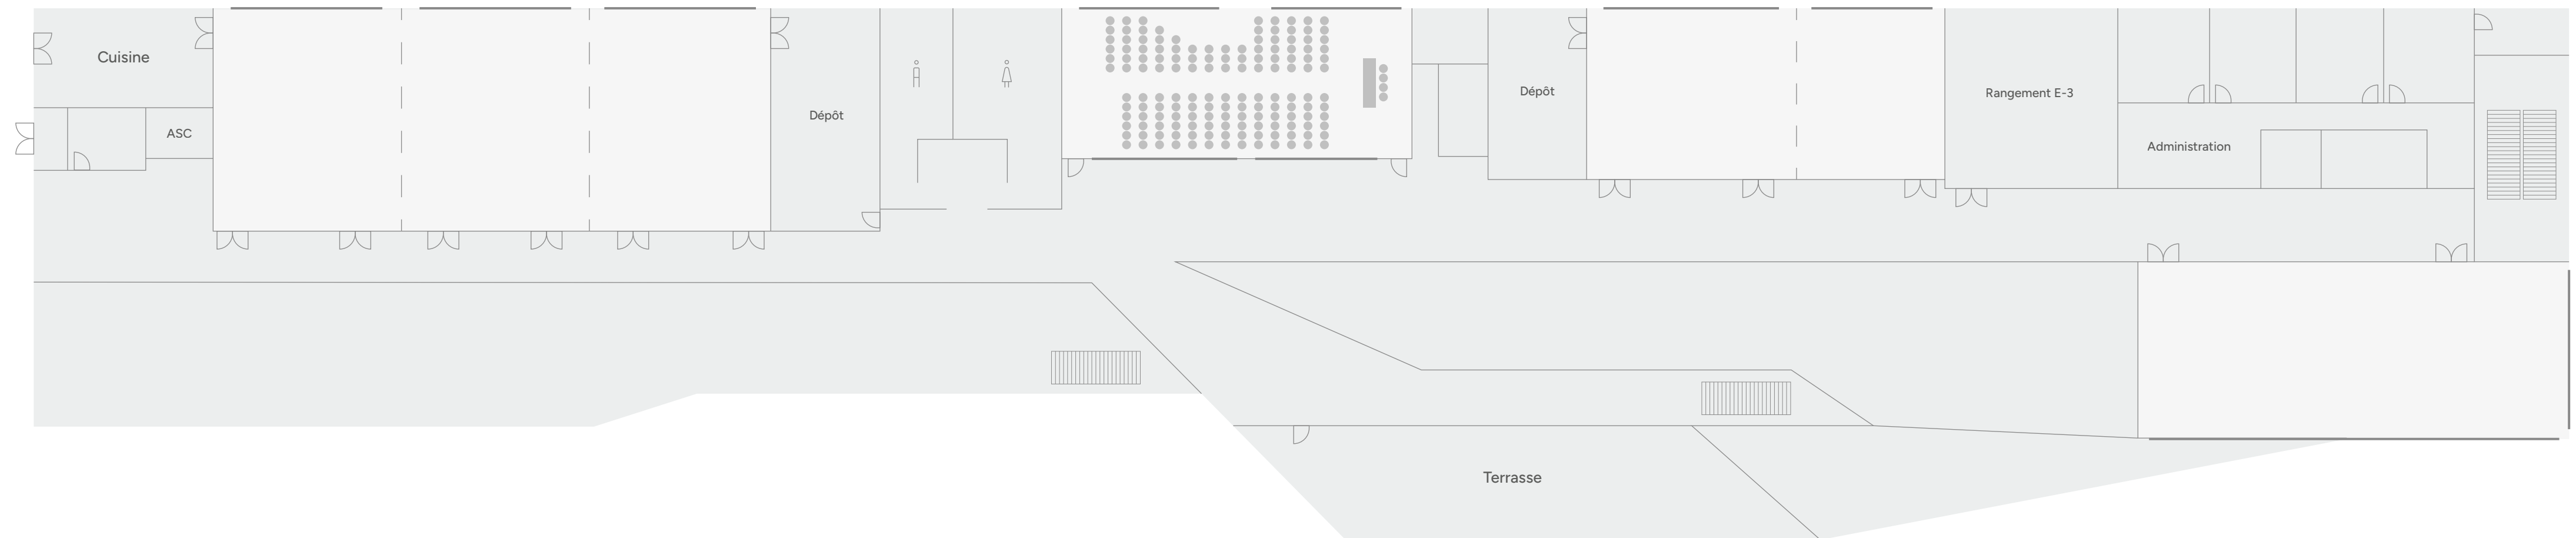 Cuisine
ASC
Dépôt
Dépôt
Rangement E-3
Administration
Terrasse